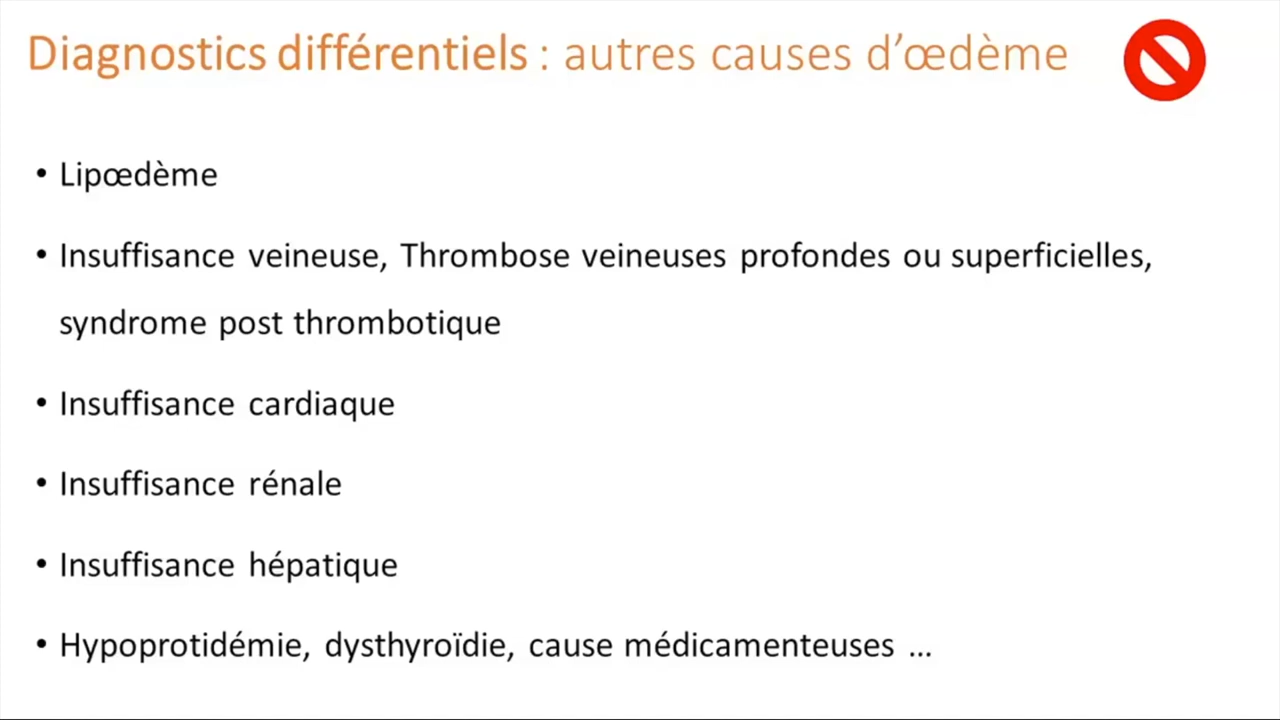 Diagnostics différentiels : autres causes d’œdème
• Lipœdème
• Insuffisance veineuse, Thrombose veineuses profondes ou superficielles,
syndrome post thrombotique
• Insuffisance cardiaque
• Insuffisance rénale
• Insuffisance hépatique
• Hypoprotidémie, dysthyroïdie, cause médicamenteuses ...